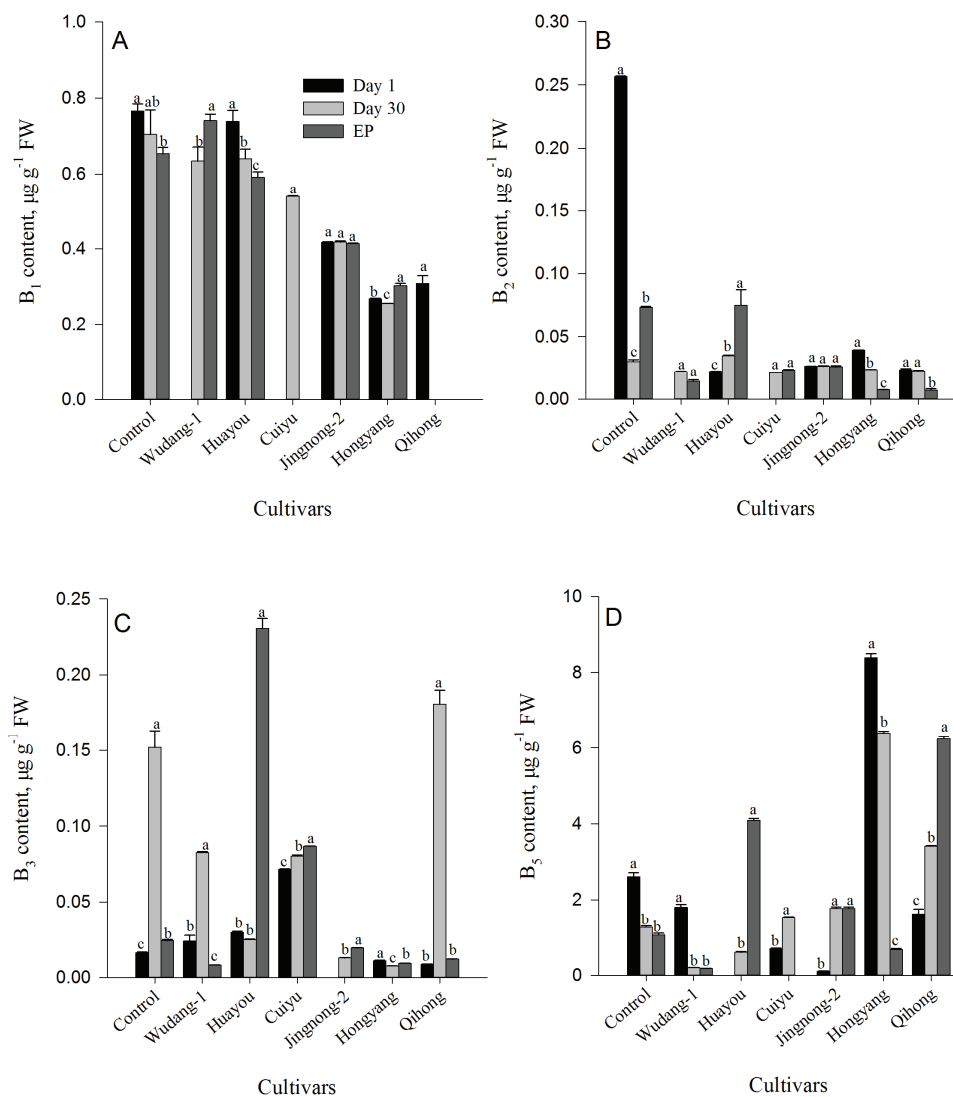 A
B₁ content, µg g⁻¹ FW
1.0
0.8
0.6
0.4
0.2
0.0
Day 1
Day 30
EP
a ab b
b a
a b c
a
a a a
b c a
a
Control
Wudang-1
Huayou
Cuiyu
Jingnong-2
Hongyang
Qihong
Cultivars
B
B₂ content, µg g⁻¹ FW
0.30
0.25
0.20
0.15
0.10
0.05
0.00
a c b
a a
c b a
a a
a a a
a b c
a a b
Control
Wudang-1
Huayou
Cuiyu
Jingnong-2
Hongyang
Qihong
Cultivars
C
B₃ content, µg g⁻¹ FW
0.25
0.20
0.15
0.10
0.05
0.00
c a b
b a b
b b a
c b a
b a
a c b
b a b
Control
Wudang-1
Huayou
Cuiyu
Jingnong-2
Hongyang
Qihong
Cultivars
D
B₅ content, µg g⁻¹ FW
10
8
6
4
2
0
a b b
a b b
b a
b a
b a a
a b c
c b a
Control
Wudang-1
Huayou
Cuiyu
Jingnong-2
Hongyang
Qihong
Cultivars